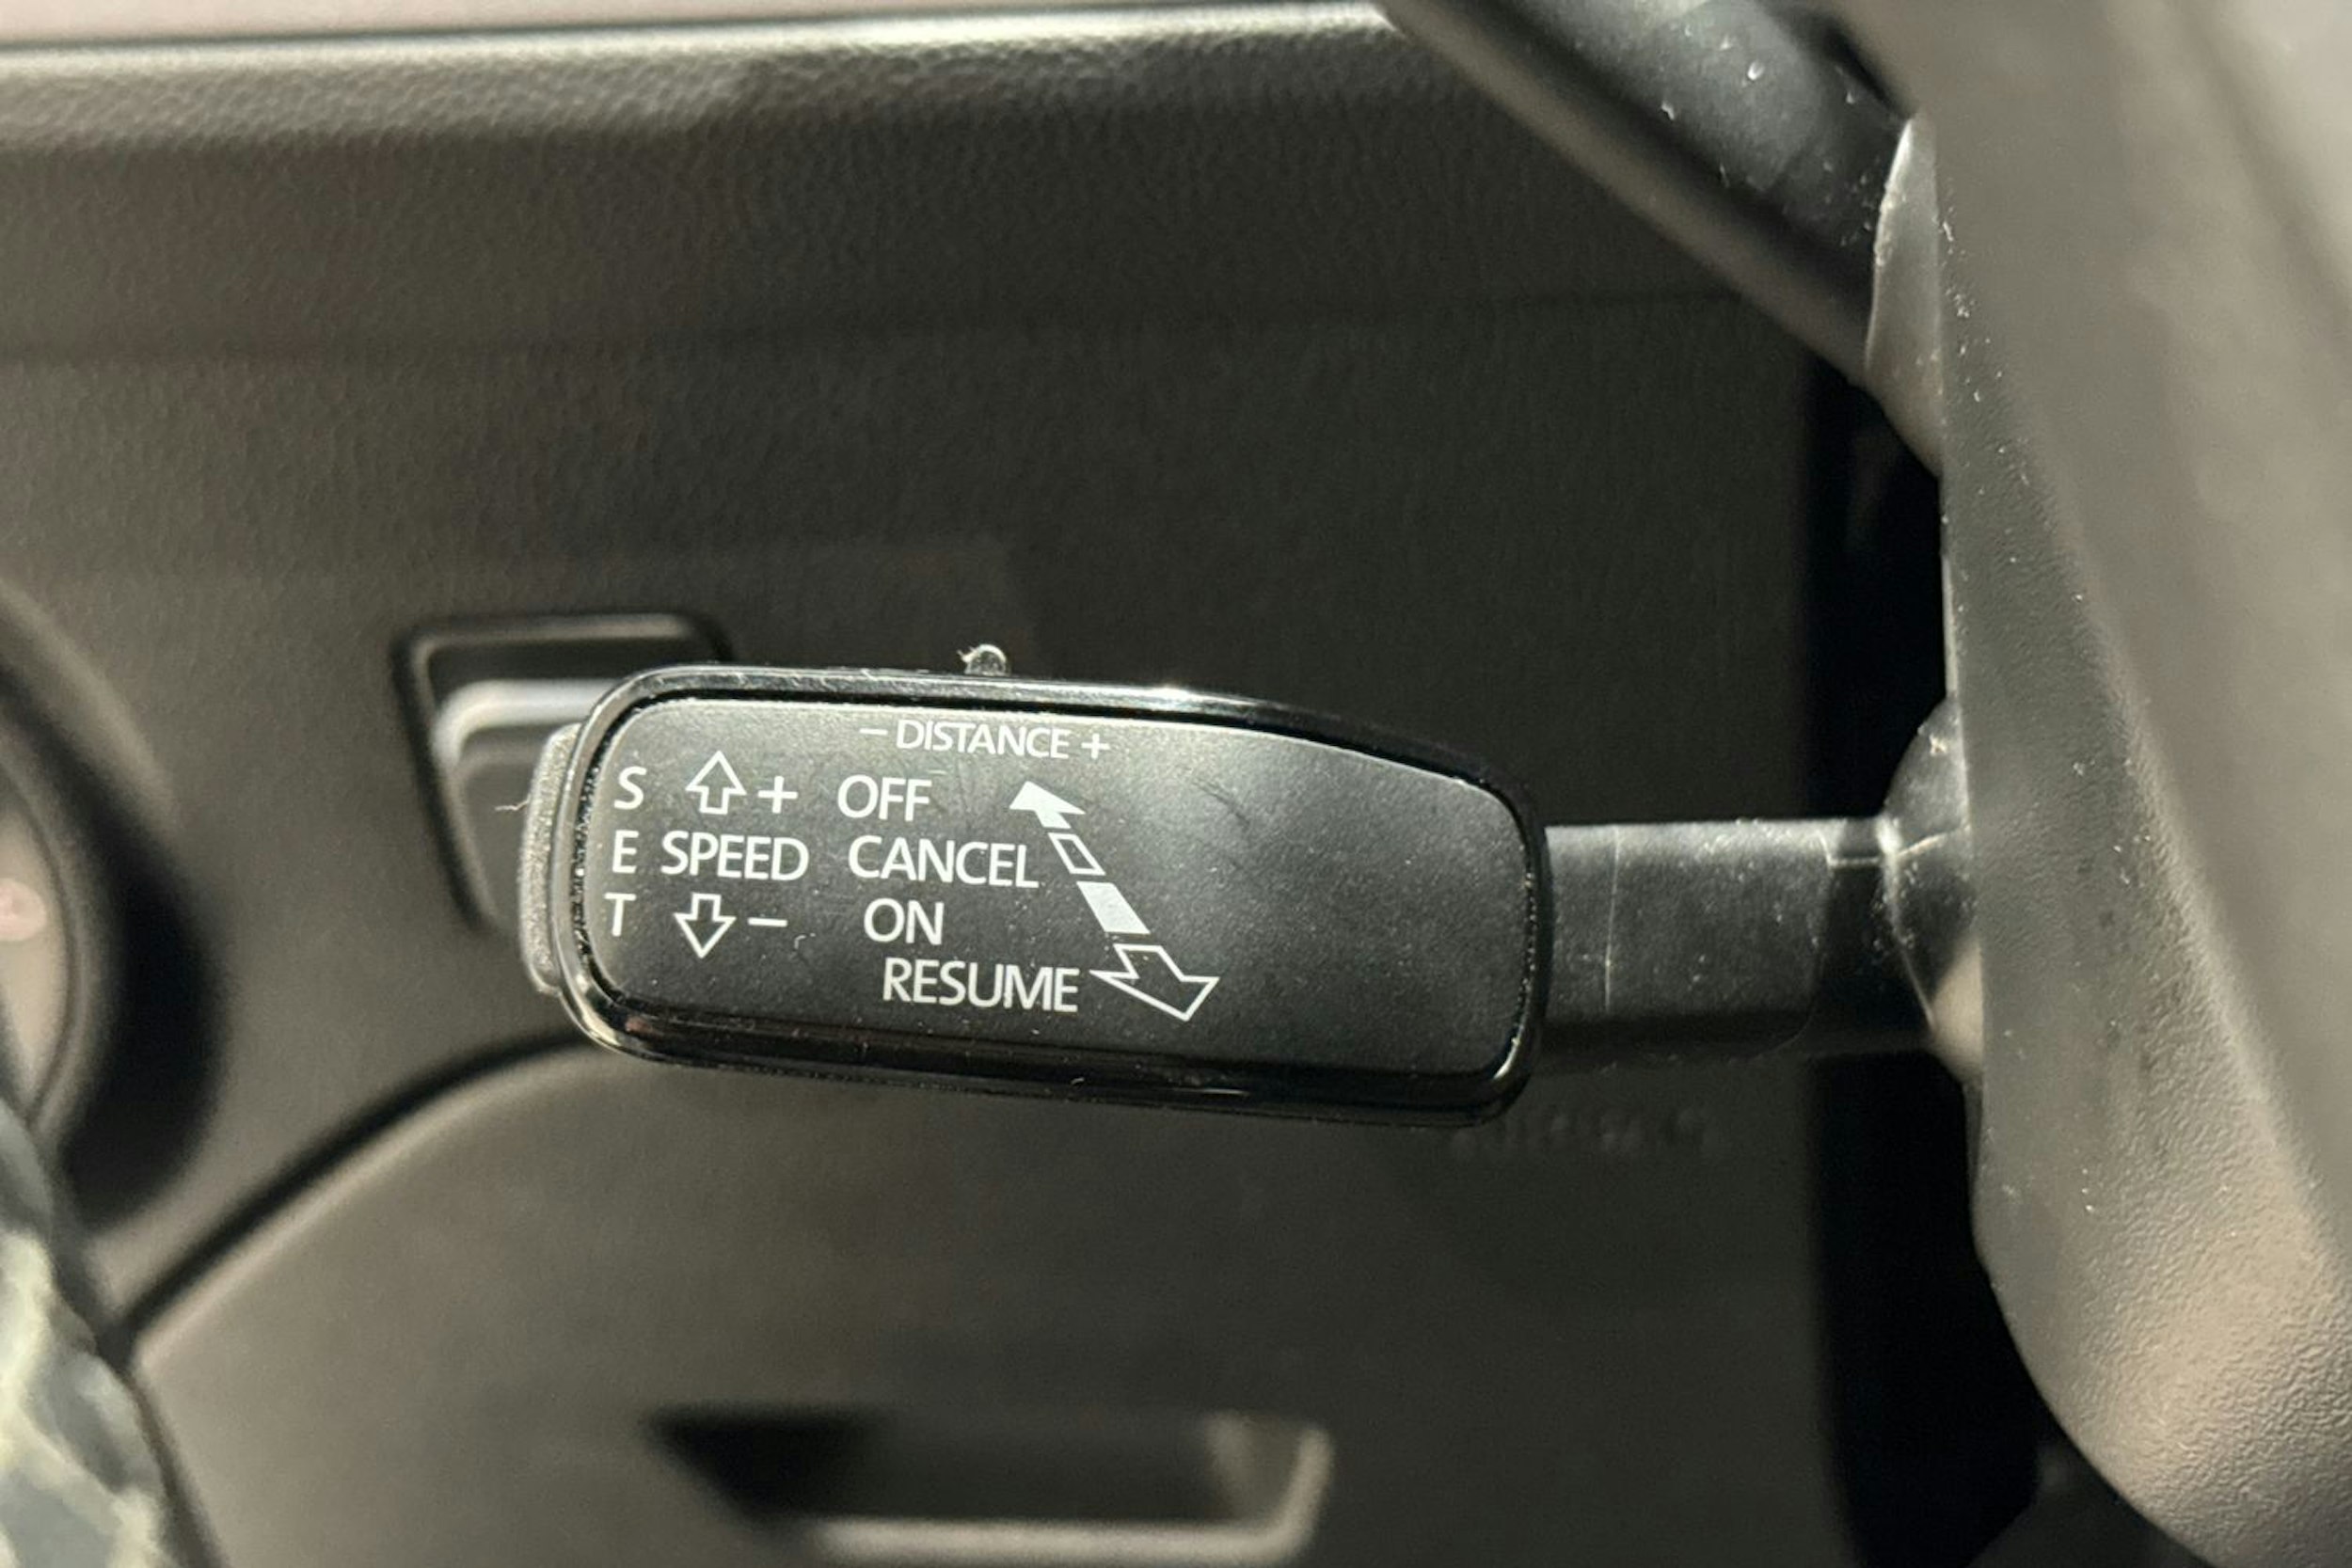 – DISTANCE +
S + OFF
E SPEED CANCEL
T – ON
RESUME